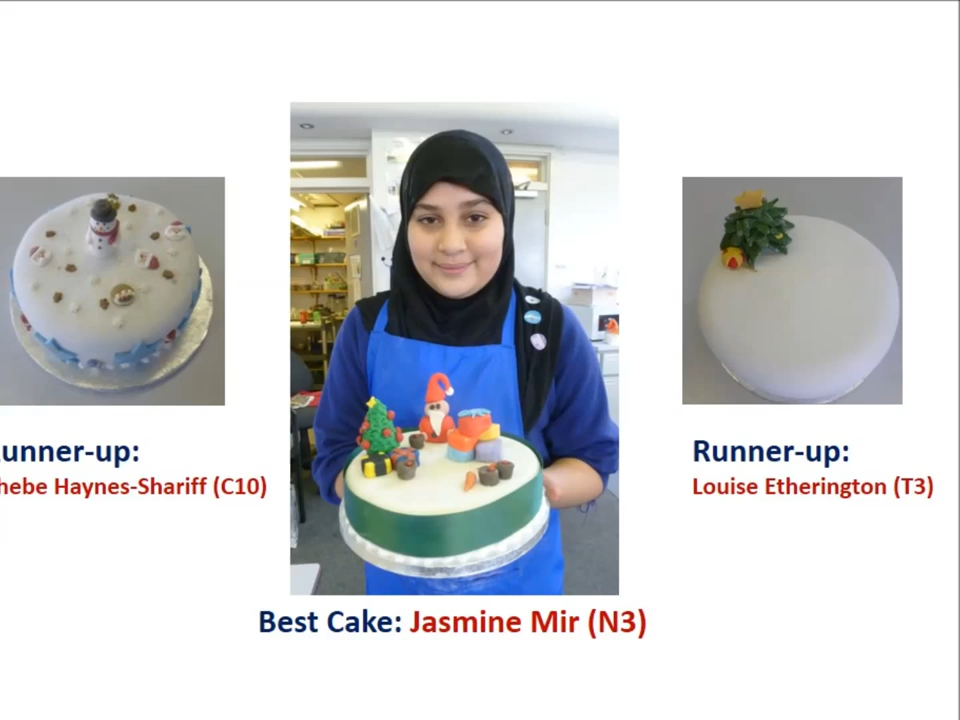 unner-up:
hebe Haynes-Shariff (C10)
Runner-up:
Louise Etherington (T3)
Best Cake: Jasmine Mir (N3)